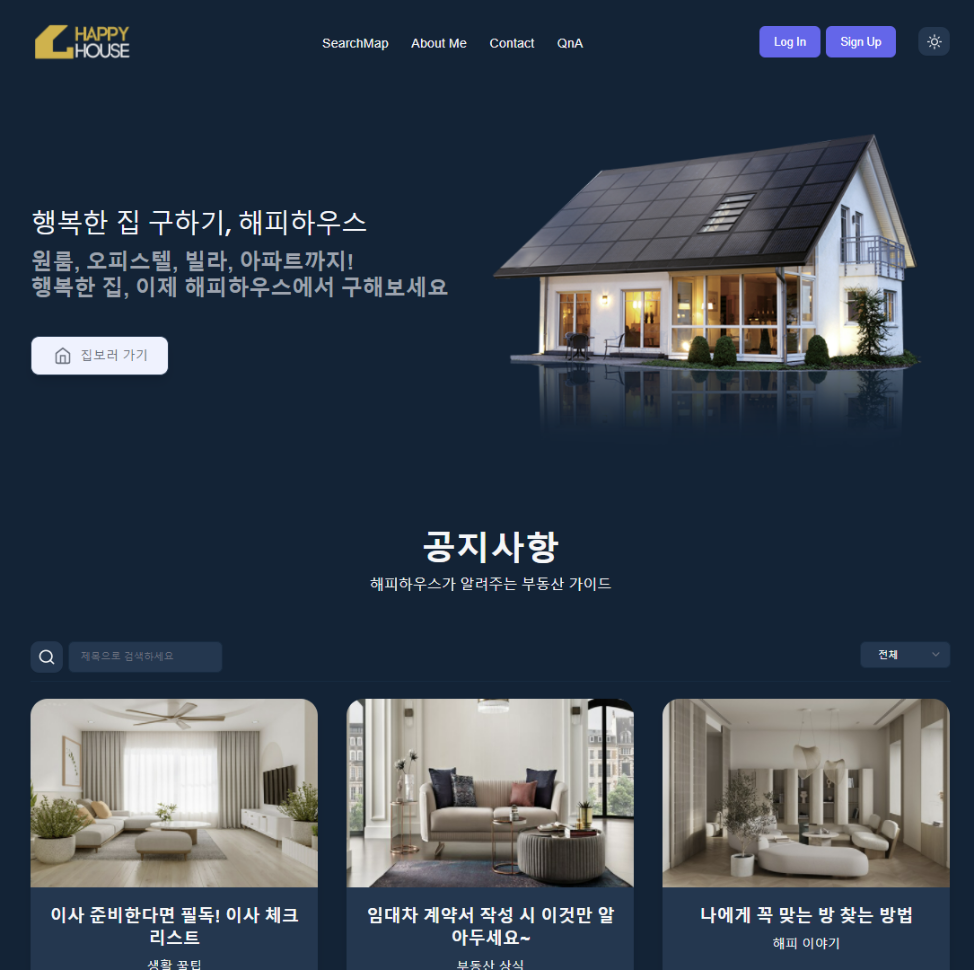 HAPPY
HOUSE
SearchMap About Me Contact QnA
Log In Sign Up
행복한 집 구하기, 해피하우스
원룸, 오피스텔, 빌라, 아파트까지!
행복한 집, 이제 해피하우스에서 구해보세요
집보러 가기
공지사항
해피하우스가 알려주는 부동산 가이드
제목으로 검색하세요
전체
이사 준비한다면 필독! 이사 체크
리스트
생활 꿀팁
임대차 계약서 작성 시 이것만 알
아두세요~
부동산 상식
나에게 꼭 맞는 방 찾는 방법
해피 이야기